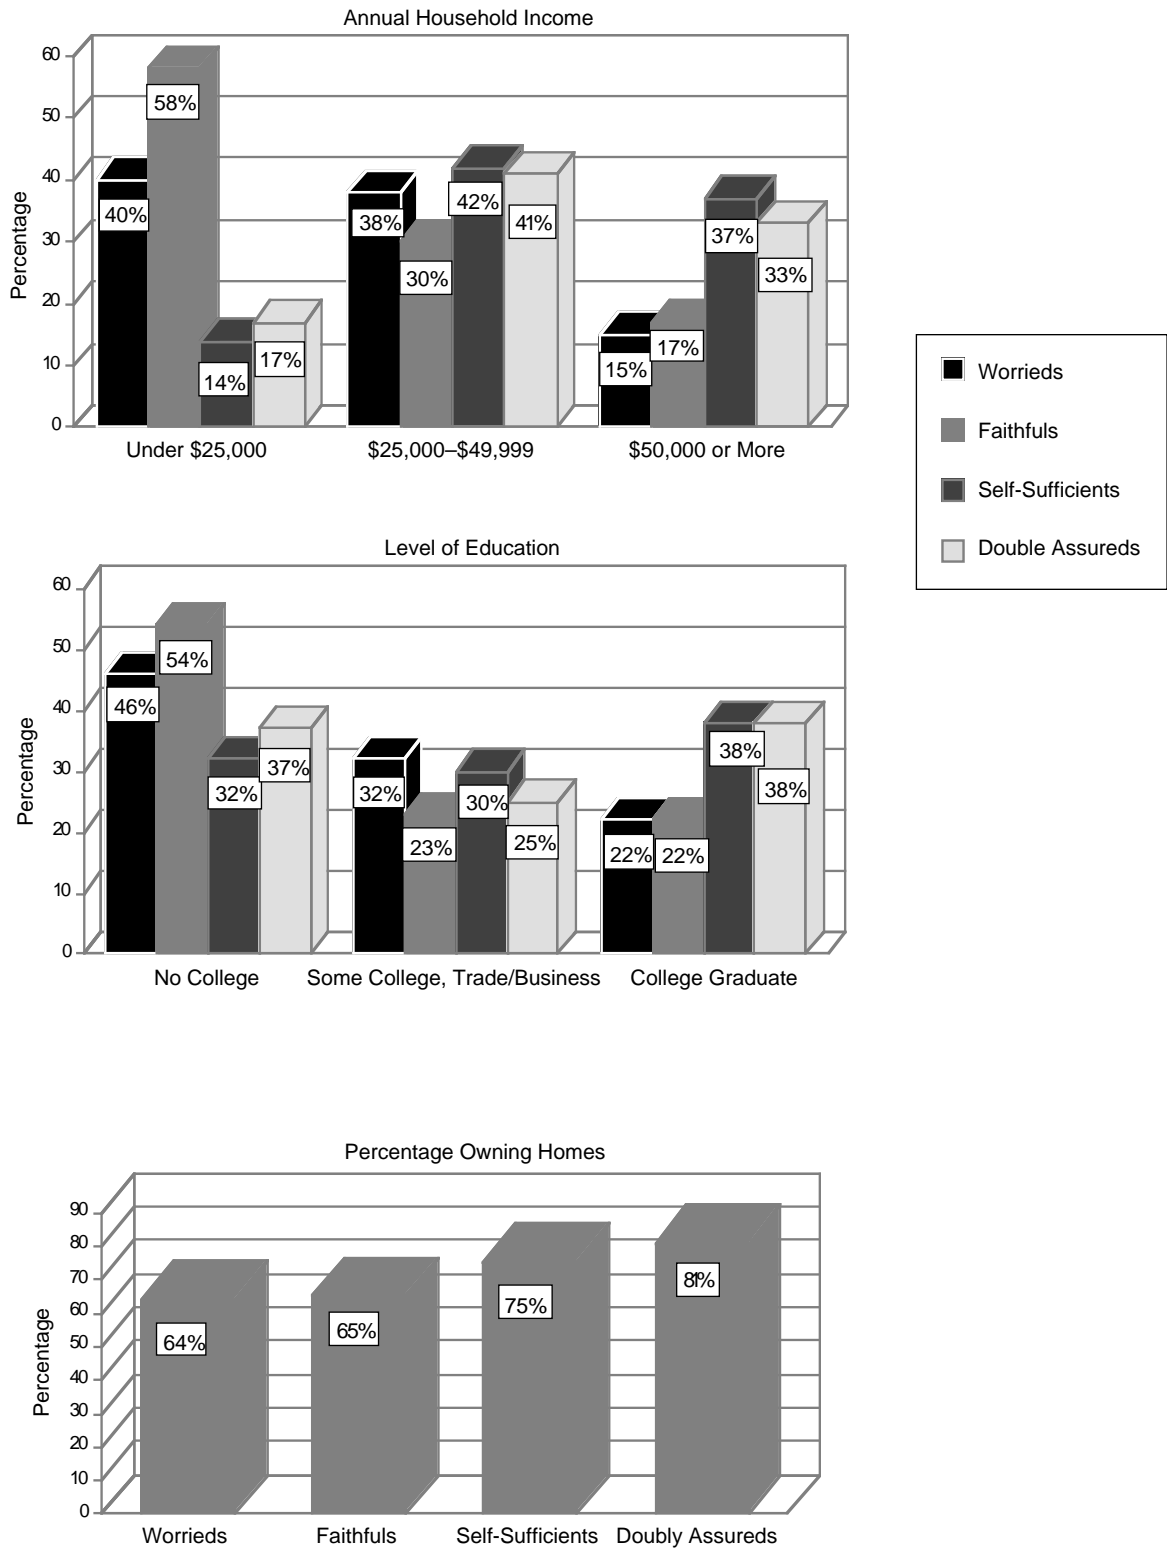 Annual Household Income
Percentage
60
50
40
30
20
10
0
40%
58%
14%
17%
38%
30%
42%
41%
15%
17%
37%
33%
Under $25,000
$25,000–$49,999
$50,000 or More
Worrieds
Faithfuls
Self-Sufficients
Double Assureds
Level of Education
Percentage
60
50
40
30
20
10
0
46%
54%
32%
37%
32%
23%
30%
25%
22%
22%
38%
38%
No College
Some College, Trade/Business
College Graduate
Percentage Owning Homes
Percentage
90
80
70
60
50
40
30
20
10
0
64%
65%
75%
81%
Worrieds
Faithfuls
Self-Sufficients
Doubly Assureds